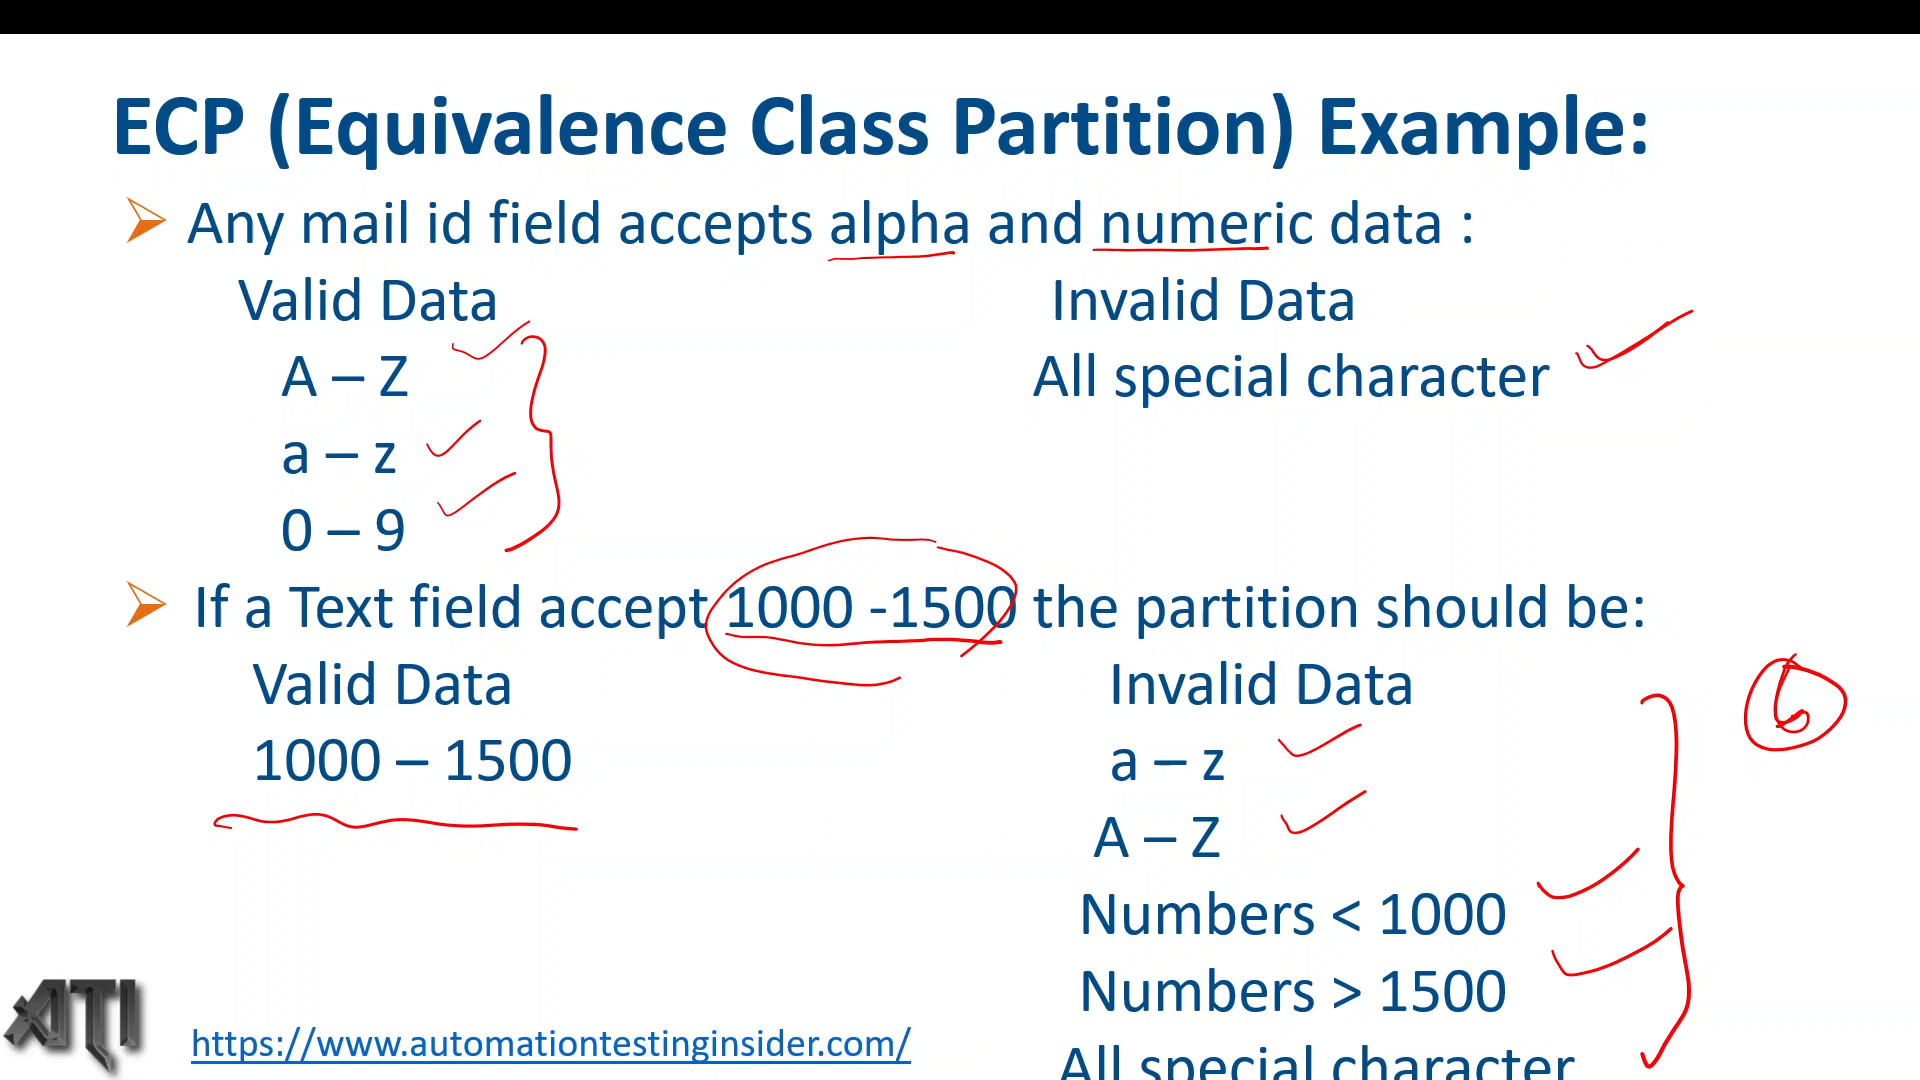 ECP (Equivalence Class Partition) Example:
Any mail id field accepts alpha and numeric data :
Valid Data Invalid Data
A – Z All special character
a – z
0 – 9
If a Text field accept 1000 -1500 the partition should be:
Valid Data Invalid Data
6
1000 – 1500 a – z
A – Z
Numbers < 1000
Numbers > 1500
ATI
https://www.automationtestinginsider.com/
All special character